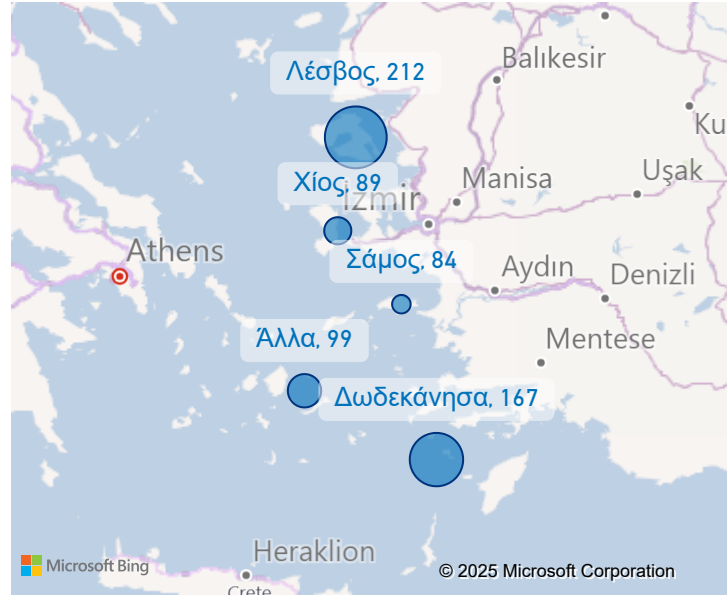 Λέσβος, 212
Balıkesir
Ku
Χίος, 89
Manisa
Uşak
izmir
Athens
Σάμος, 84
Aydın
Denizli
Άλλα, 99
Mentese
Δωδεκάνησα, 167
Heraklion
Microsoft Bing
© 2025 Microsoft Corporation
Crete